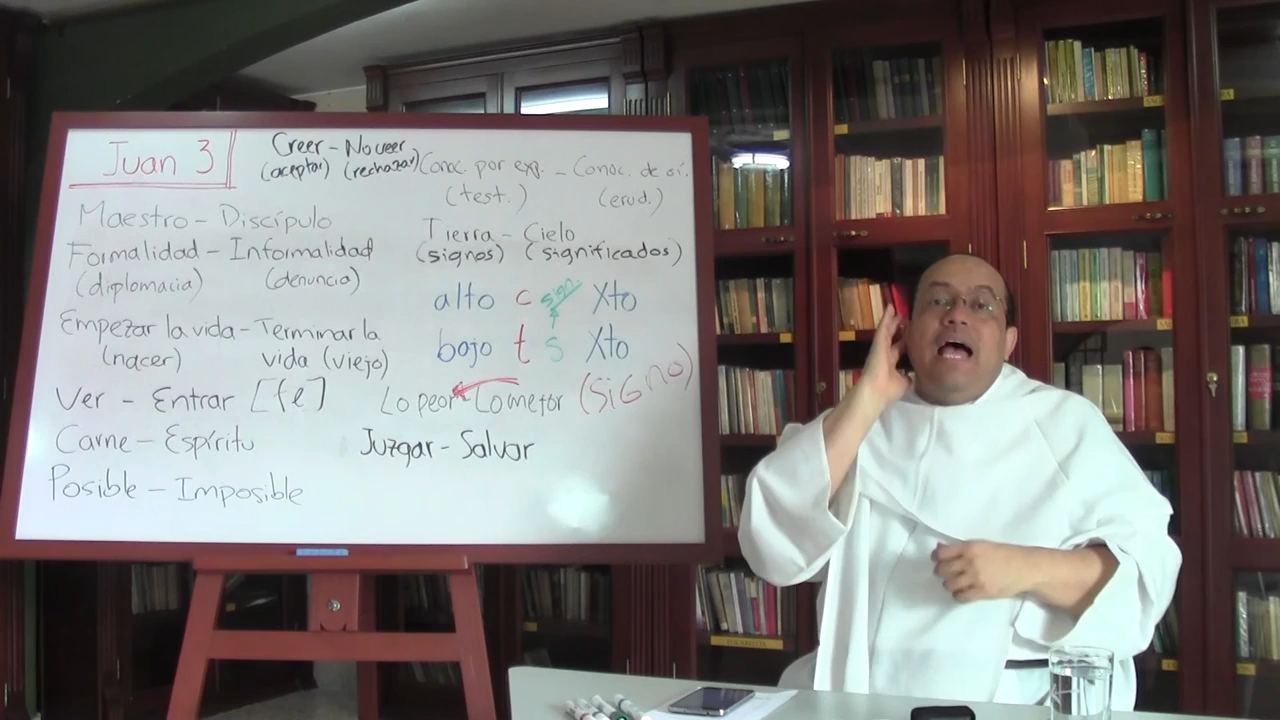 Juan 3
Creer - No creer
(aceptar) (rechazar)
Conoc. por exp. - Conoc. de oí.
(test.) (erud.)
Maestro - Discípulo
Formalidad - Informalidad
(diplomacia) (denuncia)
Empezar la vida - Terminar la
(nacer) vida (viejo)
Ver - Entrar [fe]
Carne - Espíritu
Posible - Imposible
Tierra - Cielo
(signos) (significados)
alto c sign. Xto
bajo t s Xto
Lo peor Lo mejor (signo)
Juzgar - Salvar
EUCARISTÍA